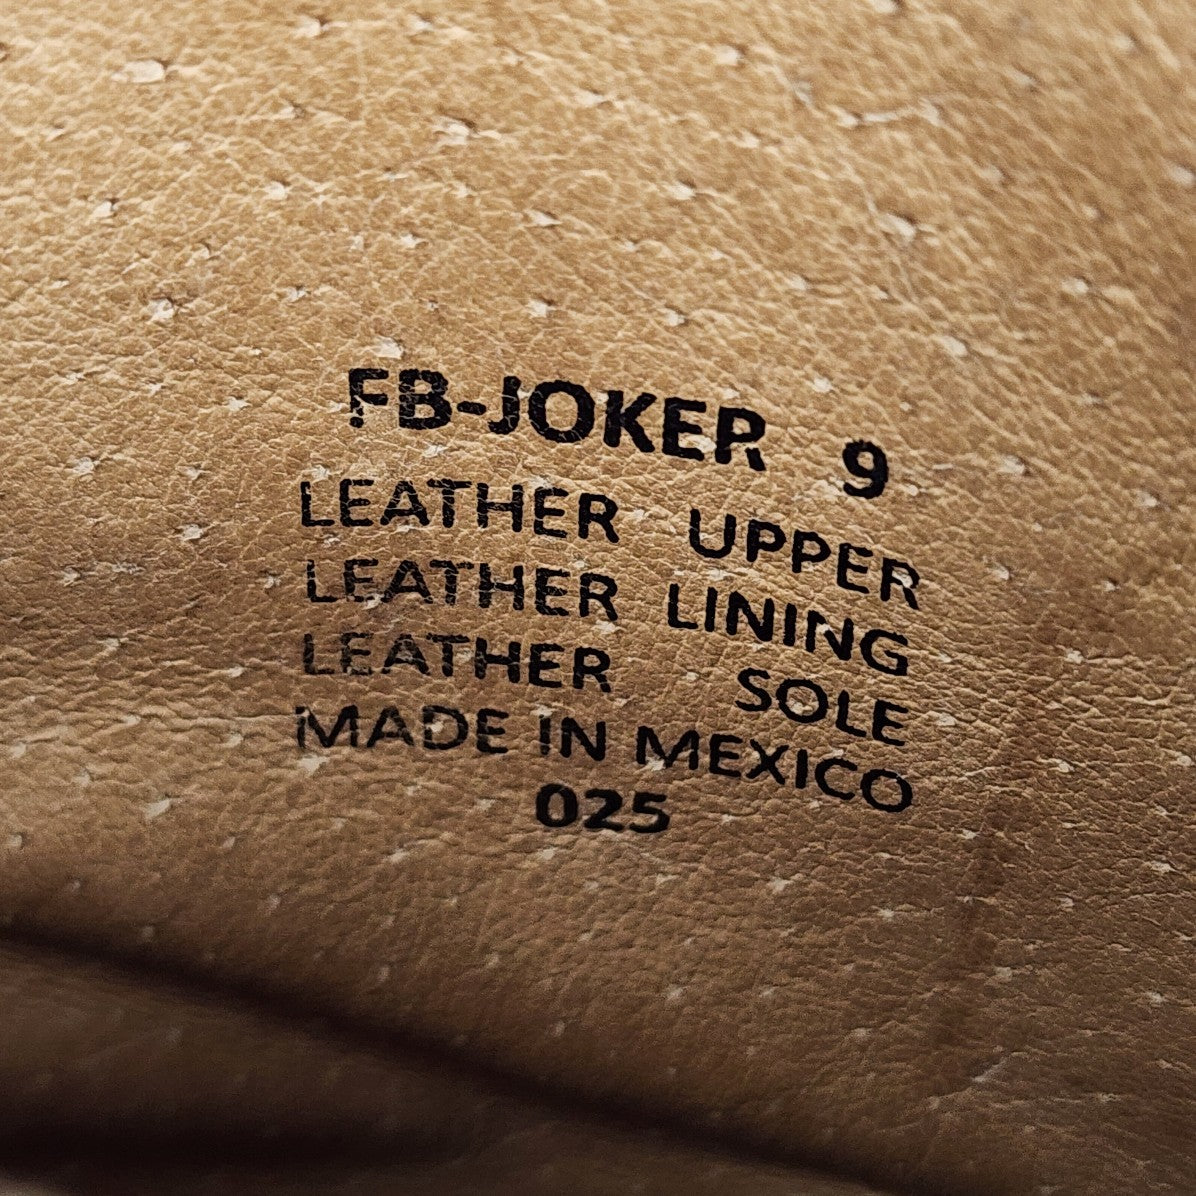 FB-JOKER 9
LEATHER UPPER
LEATHER LINING
LEATHER SOLE
MADE IN MEXICO
025